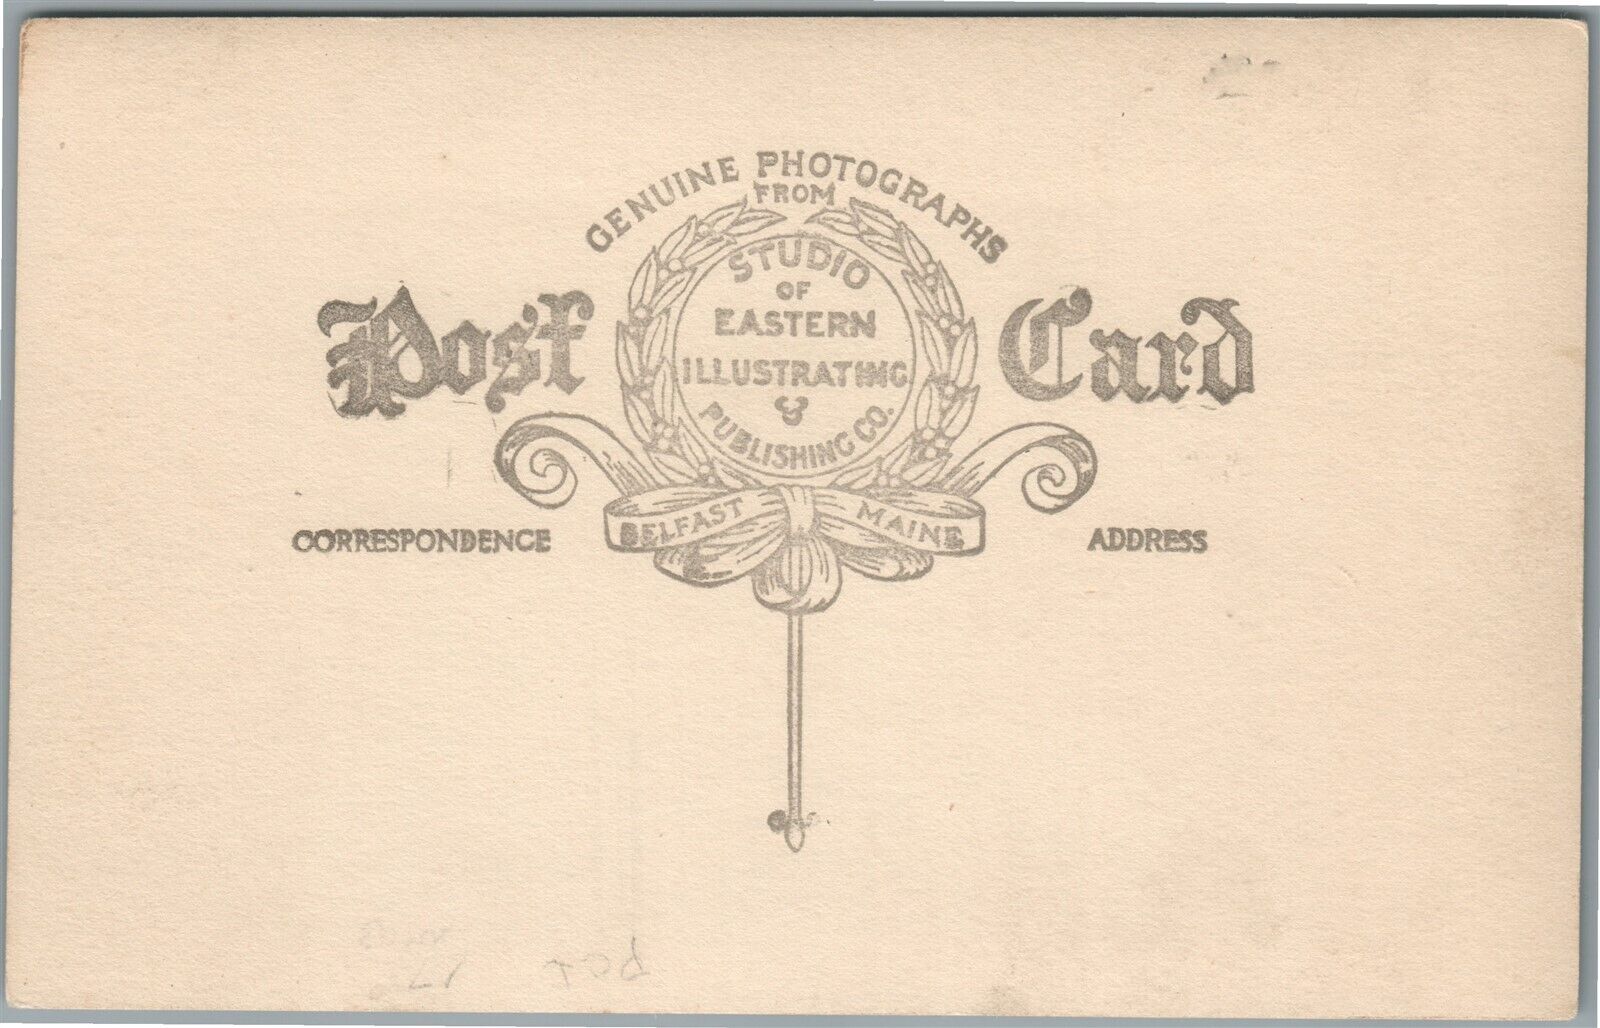 GENUINE PHOTOGRAPHS
FROM
Post Card
STUDIO
OF
EASTERN
ILLUSTRATING
&
PUBLISHING CO.
BELFAST MAINE
CORRESPONDENCE
ADDRESS